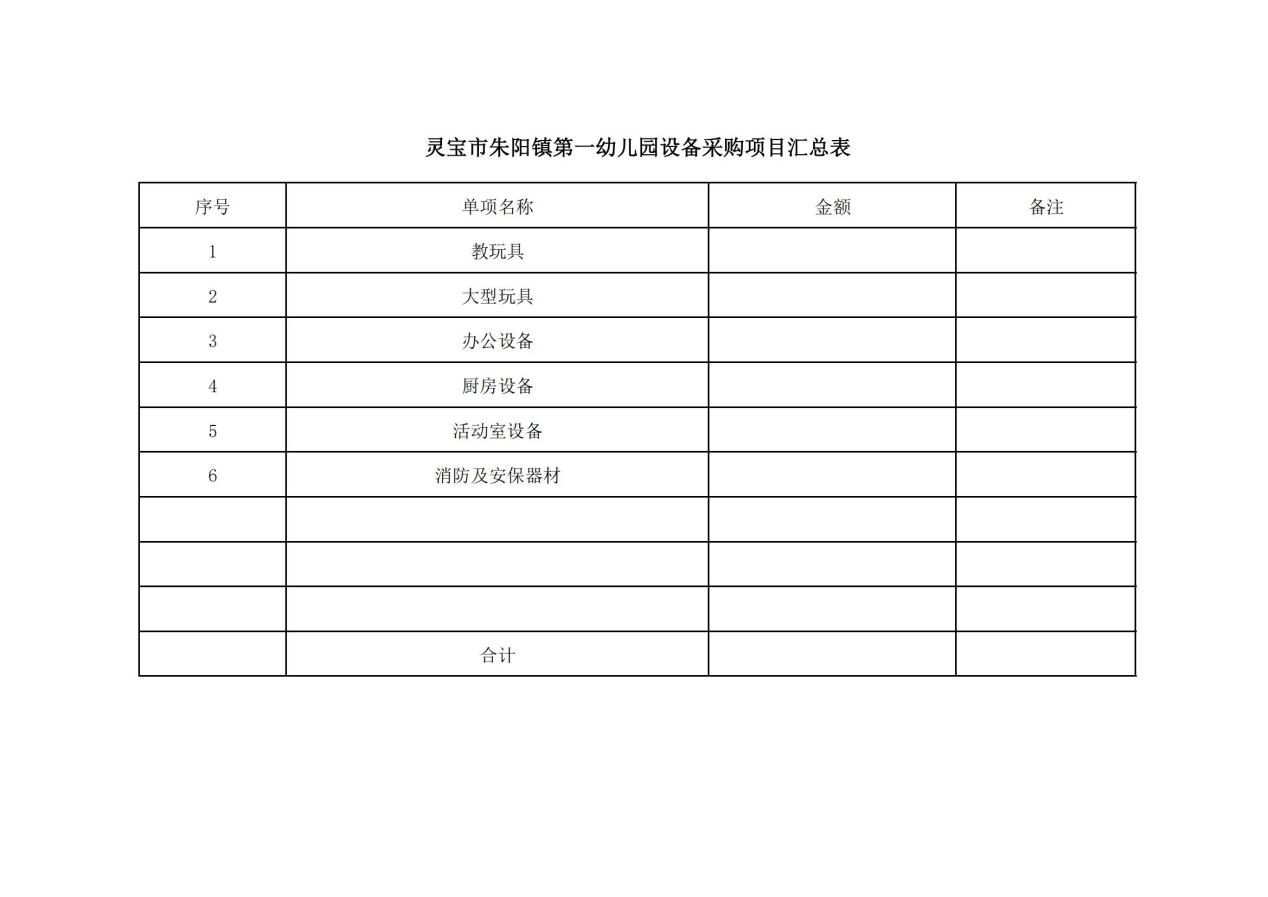 灵宝市朱阳镇第一幼儿园设备采购项目汇总表
序号 单项名称 金额 备注
1 教玩具
2 大型玩具
3 办公设备
4 厨房设备
5 活动室设备
6 消防及安保器材
合计